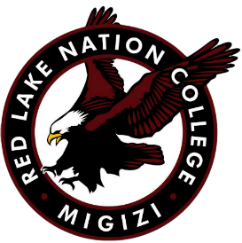 RED LAKE NATION COLLEGE
· MIGIZI ·